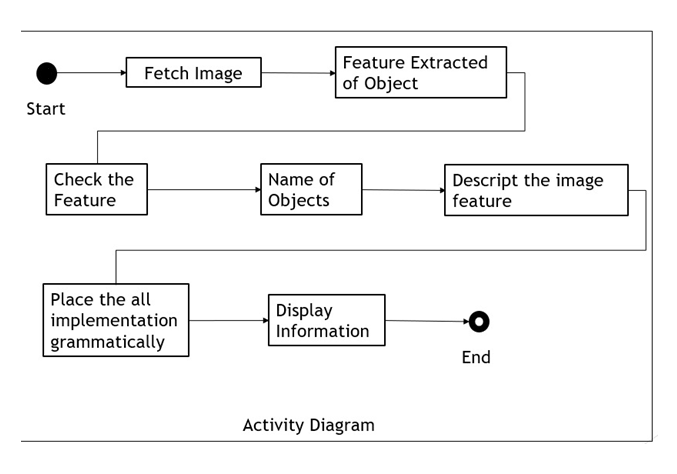 Fetch Image
Feature Extracted
of Object
Start
Check the
Feature
Name of
Objects
Descript the image
feature
Place the all
implementation
grammatically
Display
Information
End
Activity Diagram